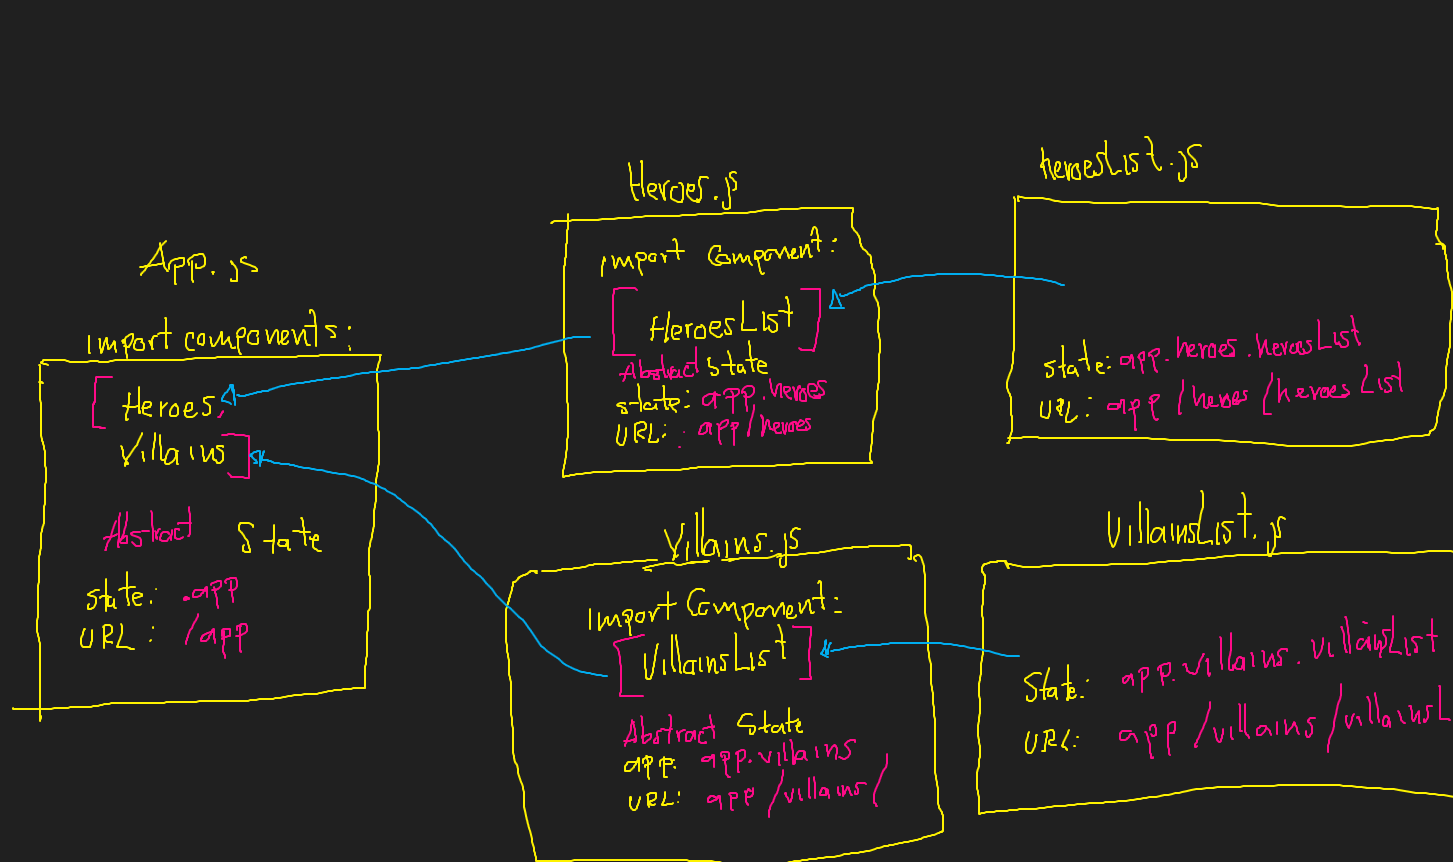 App.js
import components:
[ Heroes,
Villains ]
Abstract State
state: .app
URL: /app
Heroes.js
import Component:
[ HeroesList ]
Abstract State
state: app.heroes
URL: app/heroes
heroesList.js
state: app.heroes.heroesList
URL: app/heroes/heroesList
Villains.js
import Component:
[ VillainsList ]
Abstract State
app: app.villains
URL: app/villains/
VillainsList.js
State: app.villains.villainsList
URL: app/villains/villainsL